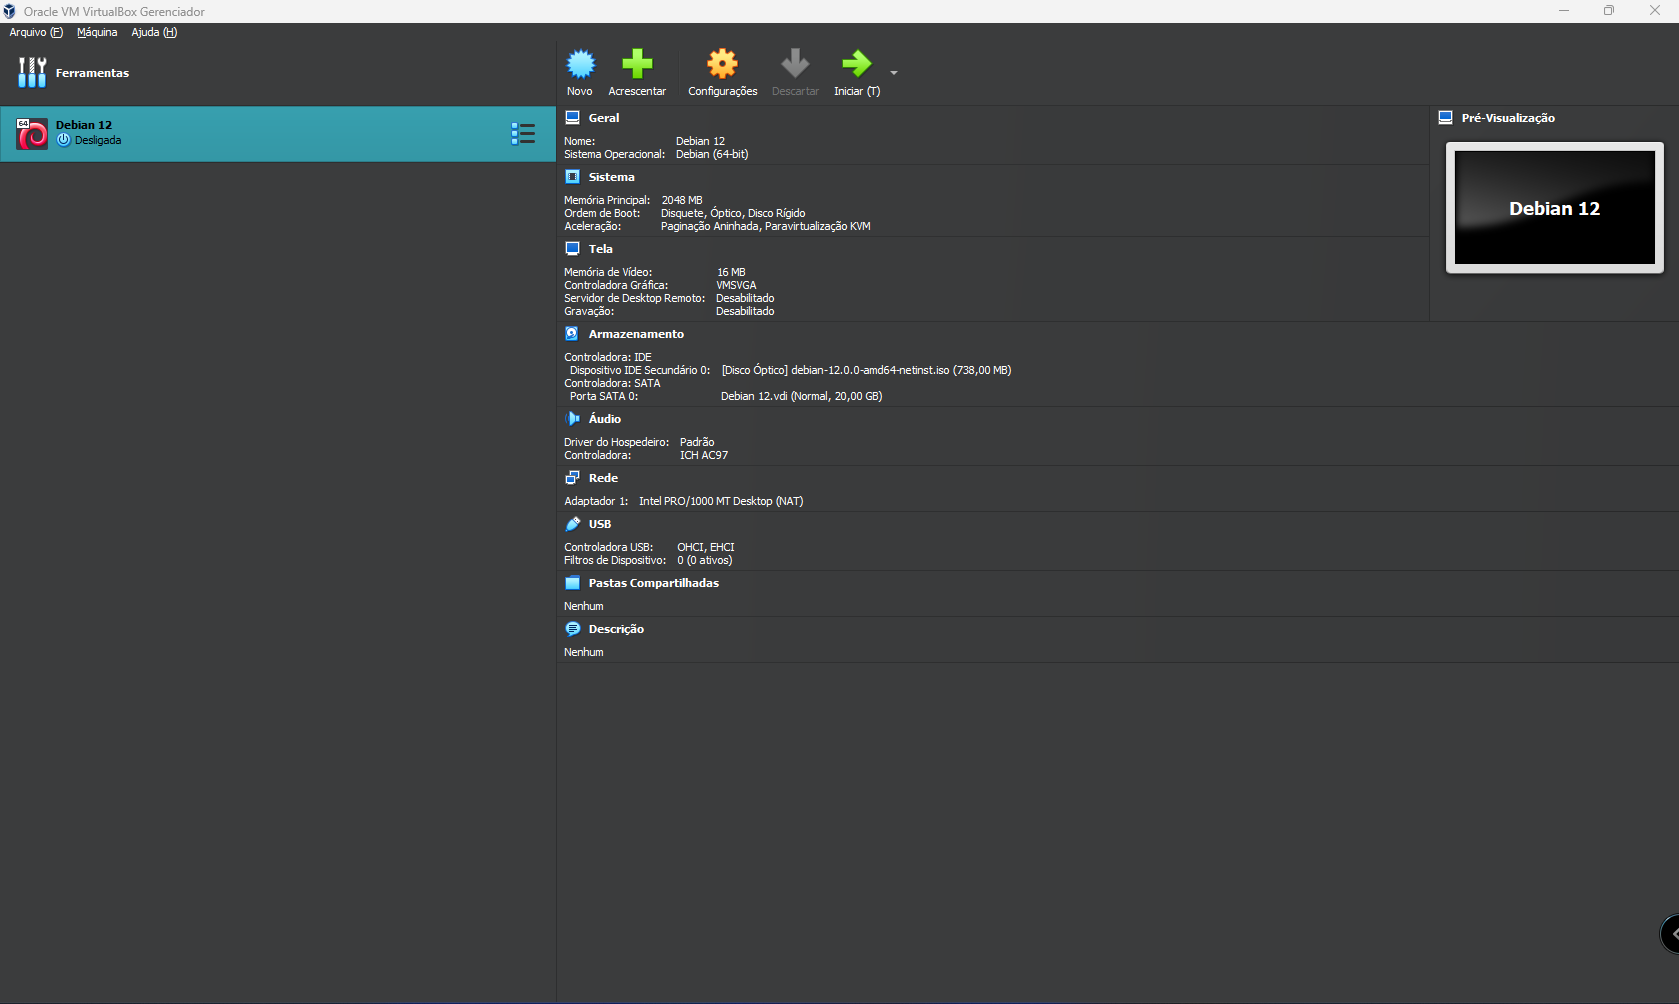 Oracle VM VirtualBox Gerenciador
Arquivo (F) Máquina Ajuda (H)
Ferramentas
64
Debian 12
Desligada
Novo Acrescentar Configurações Descartar Iniciar (T)
Geral
Nome: Debian 12
Sistema Operacional: Debian (64-bit)
Sistema
Memória Principal: 2048 MB
Ordem de Boot: Disquete, Óptico, Disco Rígido
Aceleração: Paginação Aninhada, Paravirtualização KVM
Tela
Memória de Vídeo: 16 MB
Controladora Gráfica: VMSVGA
Servidor de Desktop Remoto: Desabilitado
Gravação: Desabilitado
Pré-Visualização
Debian 12
Armazenamento
Controladora: IDE
Dispositivo IDE Secundário 0: [Disco Óptico] debian-12.0.0-amd64-netinst.iso (738,00 MB)
Controladora: SATA
Porta SATA 0: Debian 12.vdi (Normal, 20,00 GB)
Áudio
Driver do Hospedeiro: Padrão
Controladora: ICH AC97
Rede
Adaptador 1: Intel PRO/1000 MT Desktop (NAT)
USB
Controladora USB: OHCI, EHCI
Filtros de Dispositivo: 0 (0 ativos)
Pastas Compartilhadas
Nenhum
Descrição
Nenhum